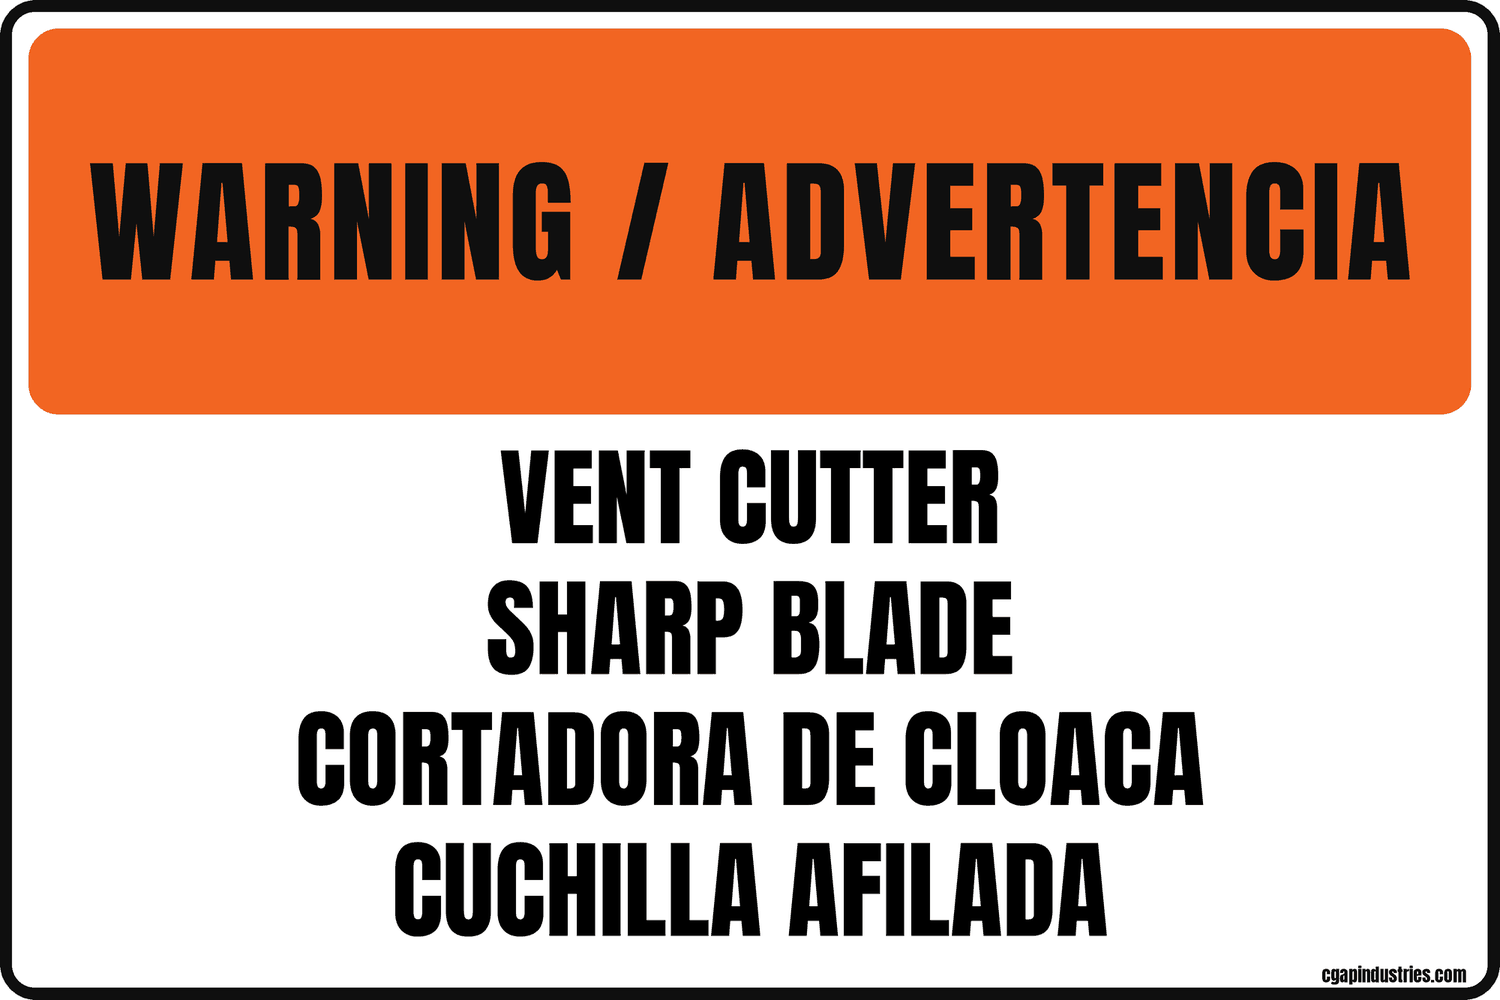 WARNING / ADVERTENCIA
VENT CUTTER
SHARP BLADE
CORTADORA DE CLOACA
CUCHILLA AFILADA
cgapindustries.com